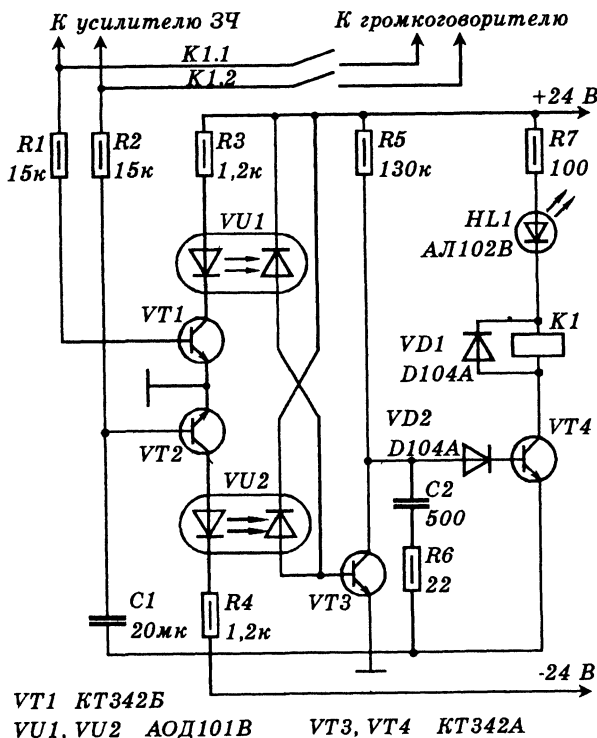 К усилителю ЗЧ
К громкоговорителю
K1.1
K1.2
+24 В
R1
15к
R2
15к
R3
1,2к
R5
130к
R7
100
VU1
HL1
АЛ102В
VT1
VD1
D104A
K1
VT2
VD2
D104A
VT4
VU2
C2
500
C1
20мк
R4
1,2к
VT3
R6
22
-24 В
VT1 КТ342Б
VU1, VU2 АОД101В
VT3, VT4 КТ342А